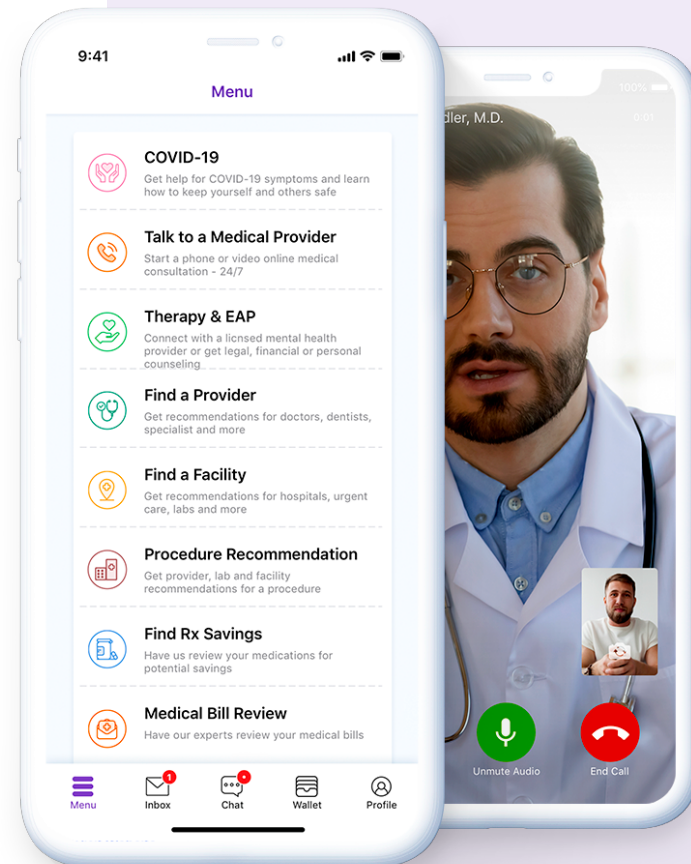 9:41
Menu
COVID-19
Get help for COVID-19 symptoms and learn
how to keep yourself and others safe
Talk to a Medical Provider
Start a phone or video online medical
consultation - 24/7
Therapy & EAP
Connect with a licnsed mental health
provider or get legal, financial or personal
counseling
Find a Provider
Get recommendations for doctors, dentists,
specialist and more
Find a Facility
Get recommendations for hospitals, urgent
care, labs and more
Procedure Recommendation
Get provider, lab and facility
recommendations for a procedure
Find Rx Savings
Have us review your medications for
potential savings
Medical Bill Review
Have our experts review your medical bills
1
Menu
Inbox
Chat
Wallet
Profile
100%
dler, M.D.
0:01
Unmute Audio
End Call